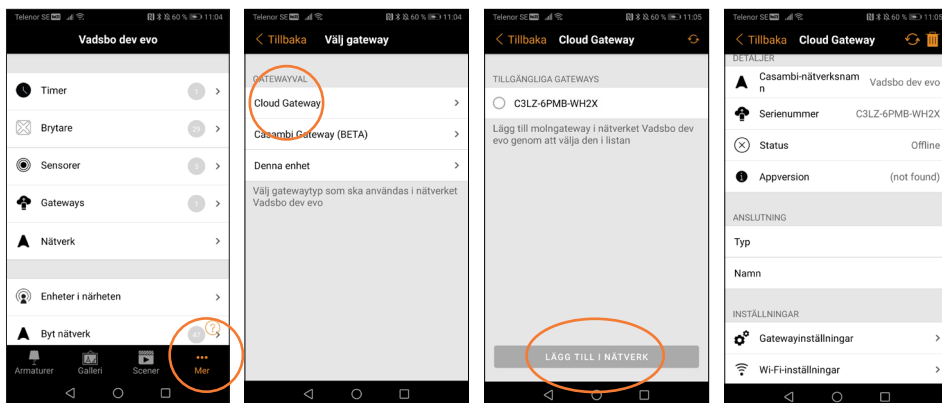 Telenor SE 60 % 11:04
Vadsbo dev evo
Timer 1
Brytare 29
Sensorer 5
Gateways 1
Nätverk
Enheter i närheten
Byt nätverk ?
Armaturer Galleri Scener Mer
Telenor SE 60 % 11:04
Tillbaka Välj gateway
GATEWAYVAL
Cloud Gateway
Casambi Gateway (BETA)
Denna enhet
Välj gatewaytyp som ska användas i nätverket
Vadsbo dev evo
Telenor SE 60 % 11:05
Tillbaka Cloud Gateway
TILLGÄNGLIGA GATEWAYS
C3LZ-6PMB-WH2X
Lägg till molngateway i nätverket Vadsbo dev
evo genom att välja den i listan
LÄGG TILL I NÄTVERK
Telenor SE 60 % 11:05
Tillbaka Cloud Gateway
DETALJER
Casambi-nätverksnam
n Vadsbo dev evo
Serienummer C3LZ-6PMB-WH2X
Status Offline
Appversion (not found)
ANSLUTNING
Typ
Namn
INSTÄLLNINGAR
Gatewayinställningar
Wi-Fi-inställningar